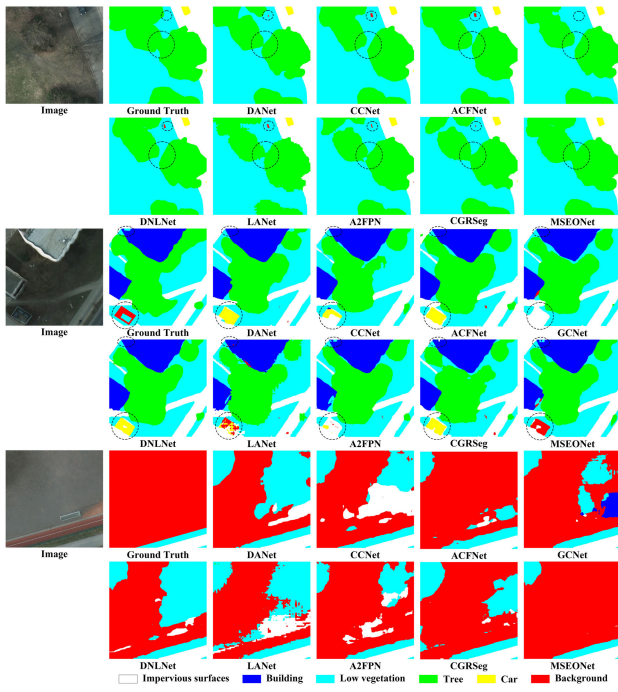 Image Ground Truth DANet CCNet ACFNet MSEONet
DNLNet LANet A2FPN CGRSeg MSEONet
Image Ground Truth DANet CCNet ACFNet GCNet
DNLNet LANet A2FPN CGRSeg MSEONet
Image Ground Truth DANet CCNet ACFNet GCNet
DNLNet LANet A2FPN CGRSeg MSEONet
Impervious surfaces Building Low vegetation Tree Car Background